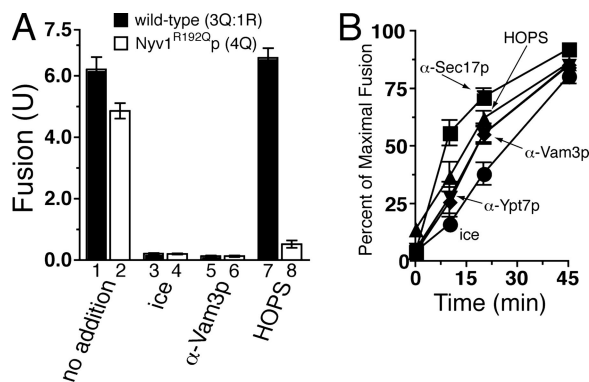 A
wild-type (3Q:1R)
Nyv1R192Qp (4Q)
Fusion (U)
7.5
6.0
4.0
2.0
0.0
1 2 3 4 5 6 7 8
no addition
ice
α-Vam3p
HOPS
B
Percent of Maximal Fusion
100
75
50
25
0
HOPS
α-Sec17p
α-Vam3p
α-Ypt7p
ice
0 15 30 45
Time (min)